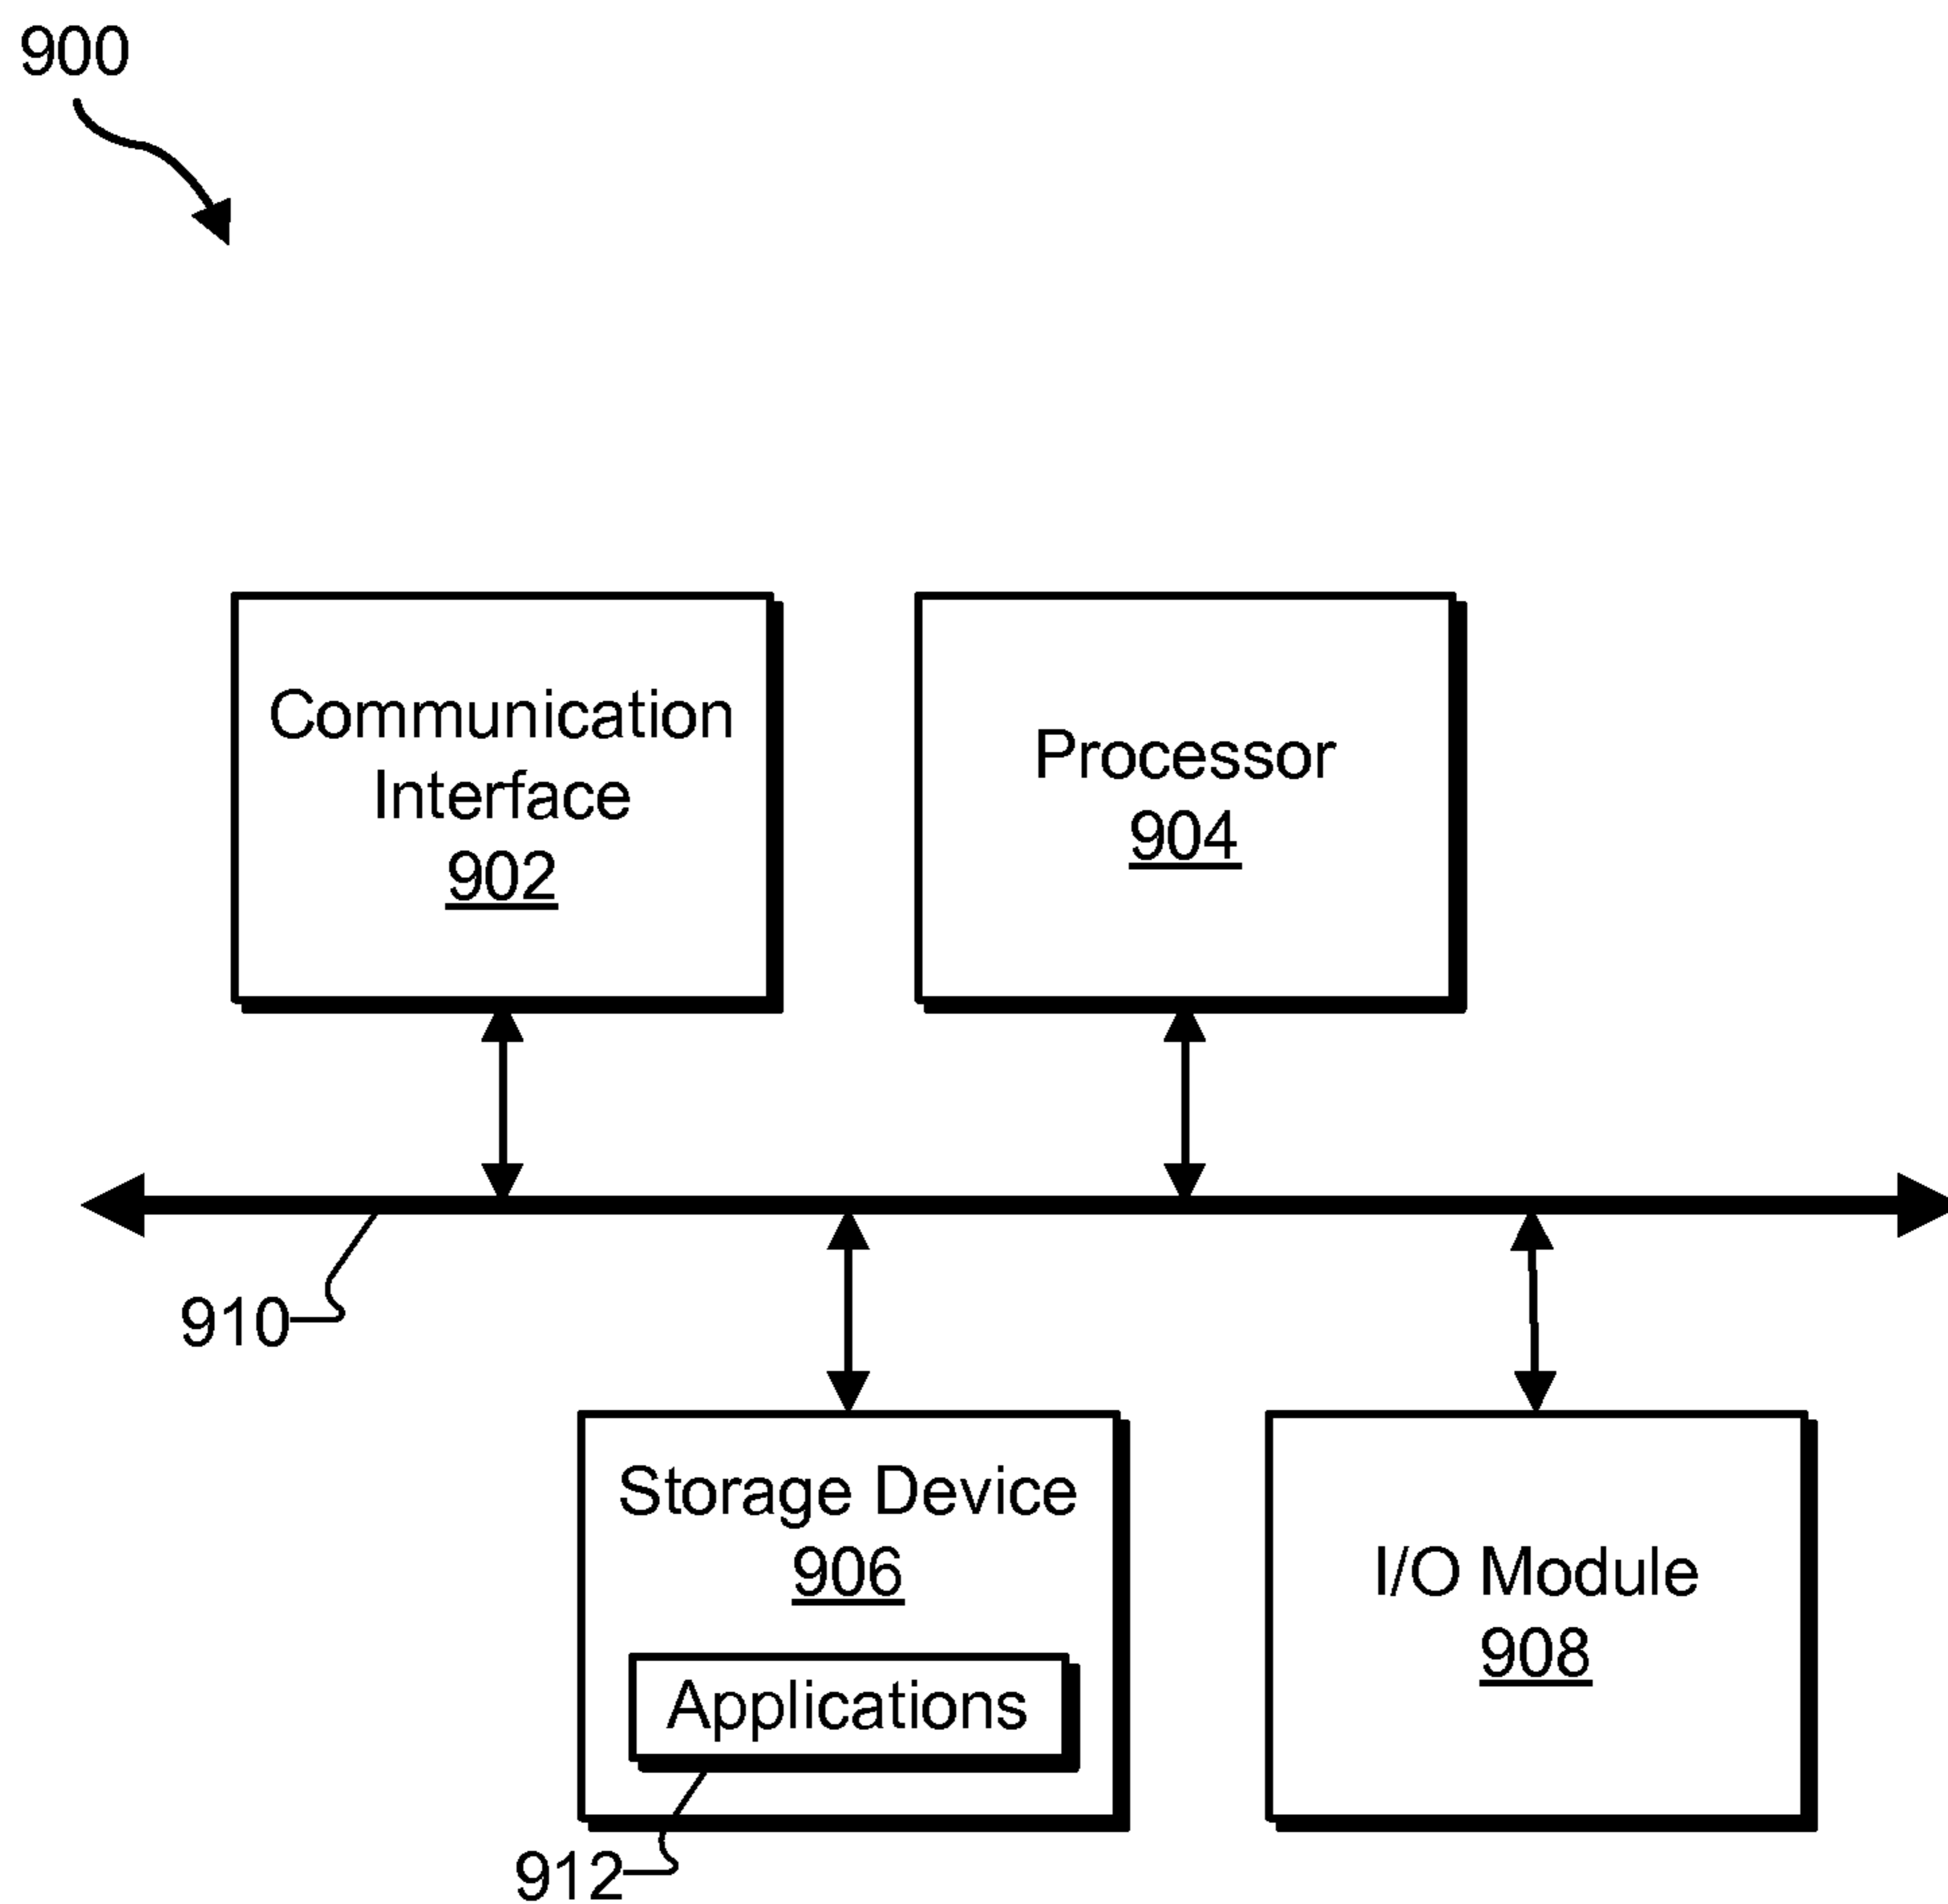 900
Communication
Interface
902
Processor
904
910
Storage Device
906
Applications
912
I/O Module
908